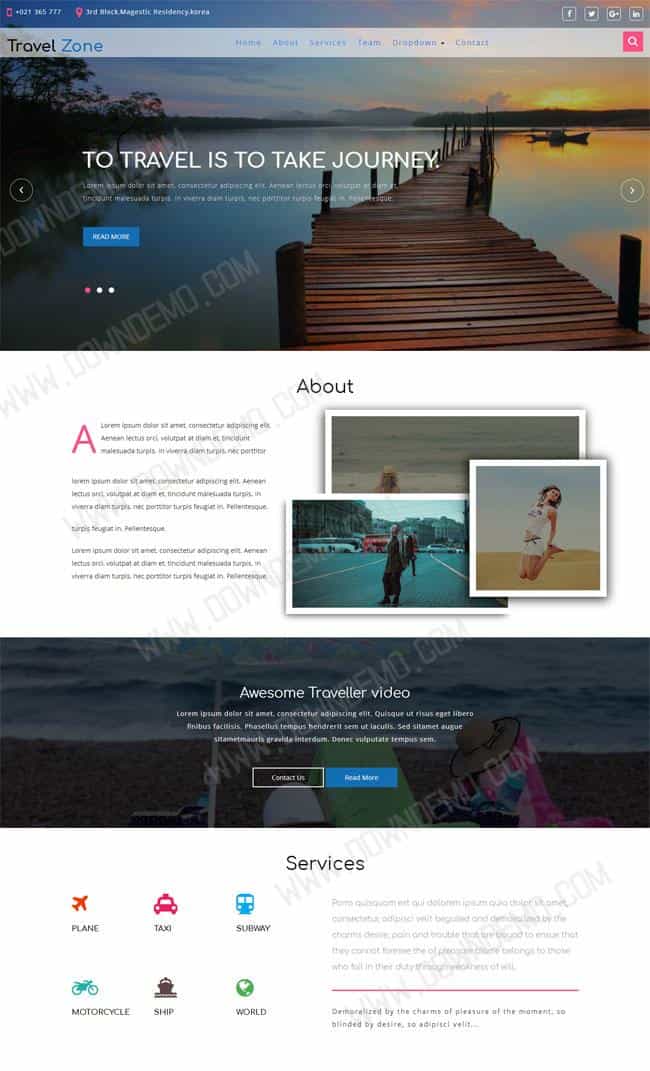 +021 365 777
3rd Block,Magestic Residency.korea
Travel Zone
Home About Services Team Dropdown Contact
TO TRAVEL IS TO TAKE JOURNEY.
Lorem ipsum dolor sit amet, consectetur adipiscing elit. Aenean lectus orci, volutpat at diam et,
tincidunt malesuada turpis. In viverra diam turpis, nec porttitor turpis feugiat in. Pellentesque.
READ MORE
About
A Lorem ipsum dolor sit amet, consectetur adipiscing elit.
Aenean lectus orci, volutpat at diam et, tincidunt
malesuada turpis. In viverra diam turpis, nec porttitor
lorem ipsum dolor sit amet, consectetur adipiscing elit. Aenean
lectus orci, volutpat at diam et, tincidunt malesuada turpis. In
viverra diam turpis, nec porttitor turpis feugiat in. Pellentesque.
turpis feugiat in. Pellentesque.
Lorem ipsum dolor sit amet, consectetur adipiscing elit. Aenean
lectus orci, volutpat at diam et, tincidunt malesuada turpis. In
viverra diam turpis, nec porttitor turpis feugiat in. Pellentesque.
Awesome Traveller video
Lorem ipsum dolor sit amet, consectetur adipiscing elit. Quisque ut risus eget libero
finibus facilisis. Phasellus tempus hendrerit sem ut iaculis. Sed sitamet augue
sitametmauris gravida interdum. Donec vulputate tempus sem.
Contact Us
Read More
Services
PLANE
TAXI
SUBWAY
MOTORCYCLE
SHIP
WORLD
Porro quisquam est qui dolorem ipsum quia dolor sit amet,
consectetur, adipisci velit beguiled and demoralized by the
charms desire, pain and trouble that are bound to ensue that
they cannot foresee the of pleasure blame belongs to those
who fail in their duty through weakness of will.
Demoralized by the charms of pleasure of the moment, so
blinded by desire, so adipisci velit...
WWW.DOWNDEMO.COM